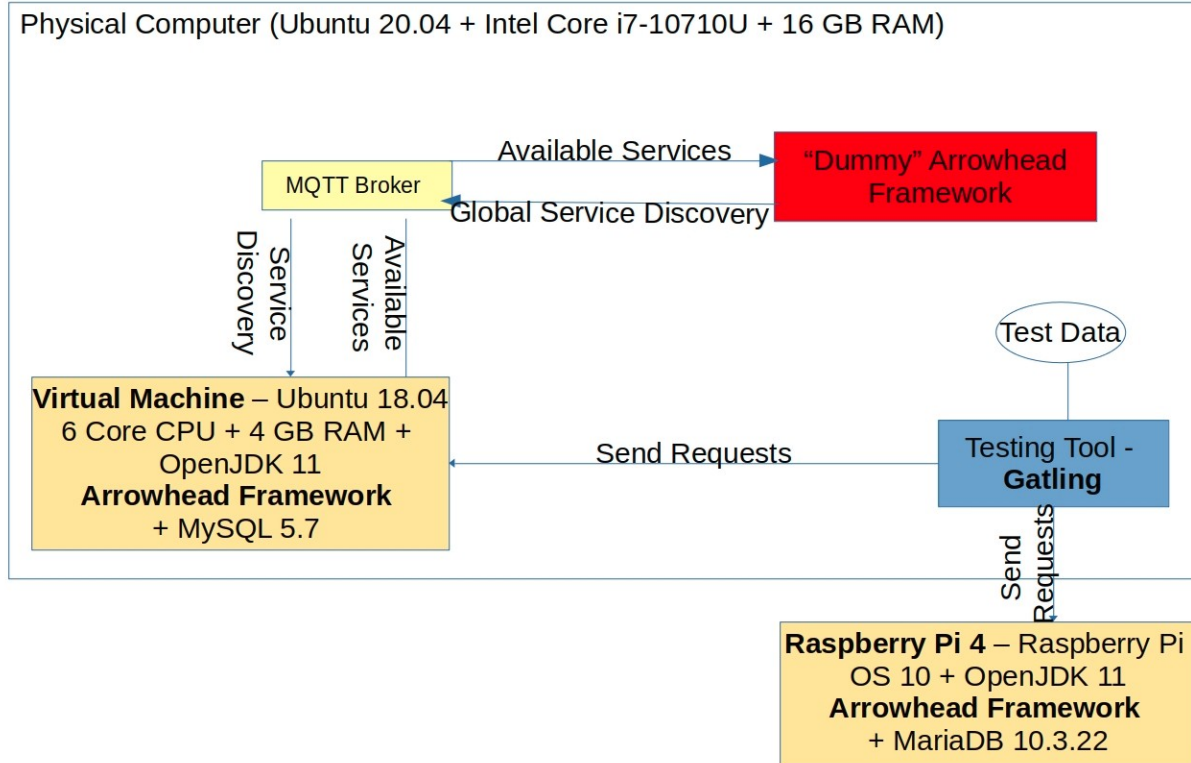 Physical Computer (Ubuntu 20.04 + Intel Core i7-10710U + 16 GB RAM)
Available Services
“Dummy” Arrowhead
Framework
MQTT Broker
Global Service Discovery
Service
Discovery
Available
Services
Test Data
Virtual Machine – Ubuntu 18.04
6 Core CPU + 4 GB RAM +
OpenJDK 11
Arrowhead Framework
+ MySQL 5.7
Send Requests
Testing Tool -
Gatling
Send
Requests
Raspberry Pi 4 – Raspberry Pi
OS 10 + OpenJDK 11
Arrowhead Framework
+ MariaDB 10.3.22